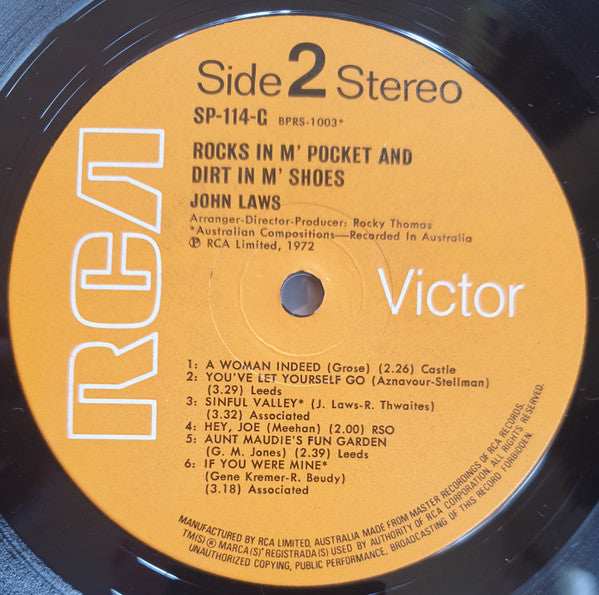 Side 2 Stereo
SP-114-G BPRS-1003*
ROCKS IN M' POCKET AND
DIRT IN M' SHOES
JOHN LAWS
Arranger-Director-Producer: Rocky Thomas
*Australian Compositions—Recorded In Australia
℗ RCA Limited, 1972
RCA
Victor
1: A WOMAN INDEED (Grose) (2.26) Castle
2: YOU'VE LET YOURSELF GO (Aznavour-Stellman)
(3.29) Leeds
3: SINFUL VALLEY* (J. Laws-R. Thwaites)
(3.32) Associated
4: HEY, JOE (Meehan) (2.00) RSO
5: AUNT MAUDIE'S FUN GARDEN
(G. M. Jones) (2.39) Leeds
6: IF YOU WERE MINE*
(Gene Kremer-R. Beudy)
(3.18) Associated
MANUFACTURED BY RCA LIMITED, AUSTRALIA MADE FROM MASTER RECORDINGS OF RCA RECORDS.
TM(S) ® MARCA(S) REGISTRADA(S) USED BY AUTHORITY OF RCA CORPORATION. ALL RIGHTS RESERVED.
UNAUTHORIZED COPYING, PUBLIC PERFORMANCE, BROADCASTING OF THIS RECORD FORBIDDEN.